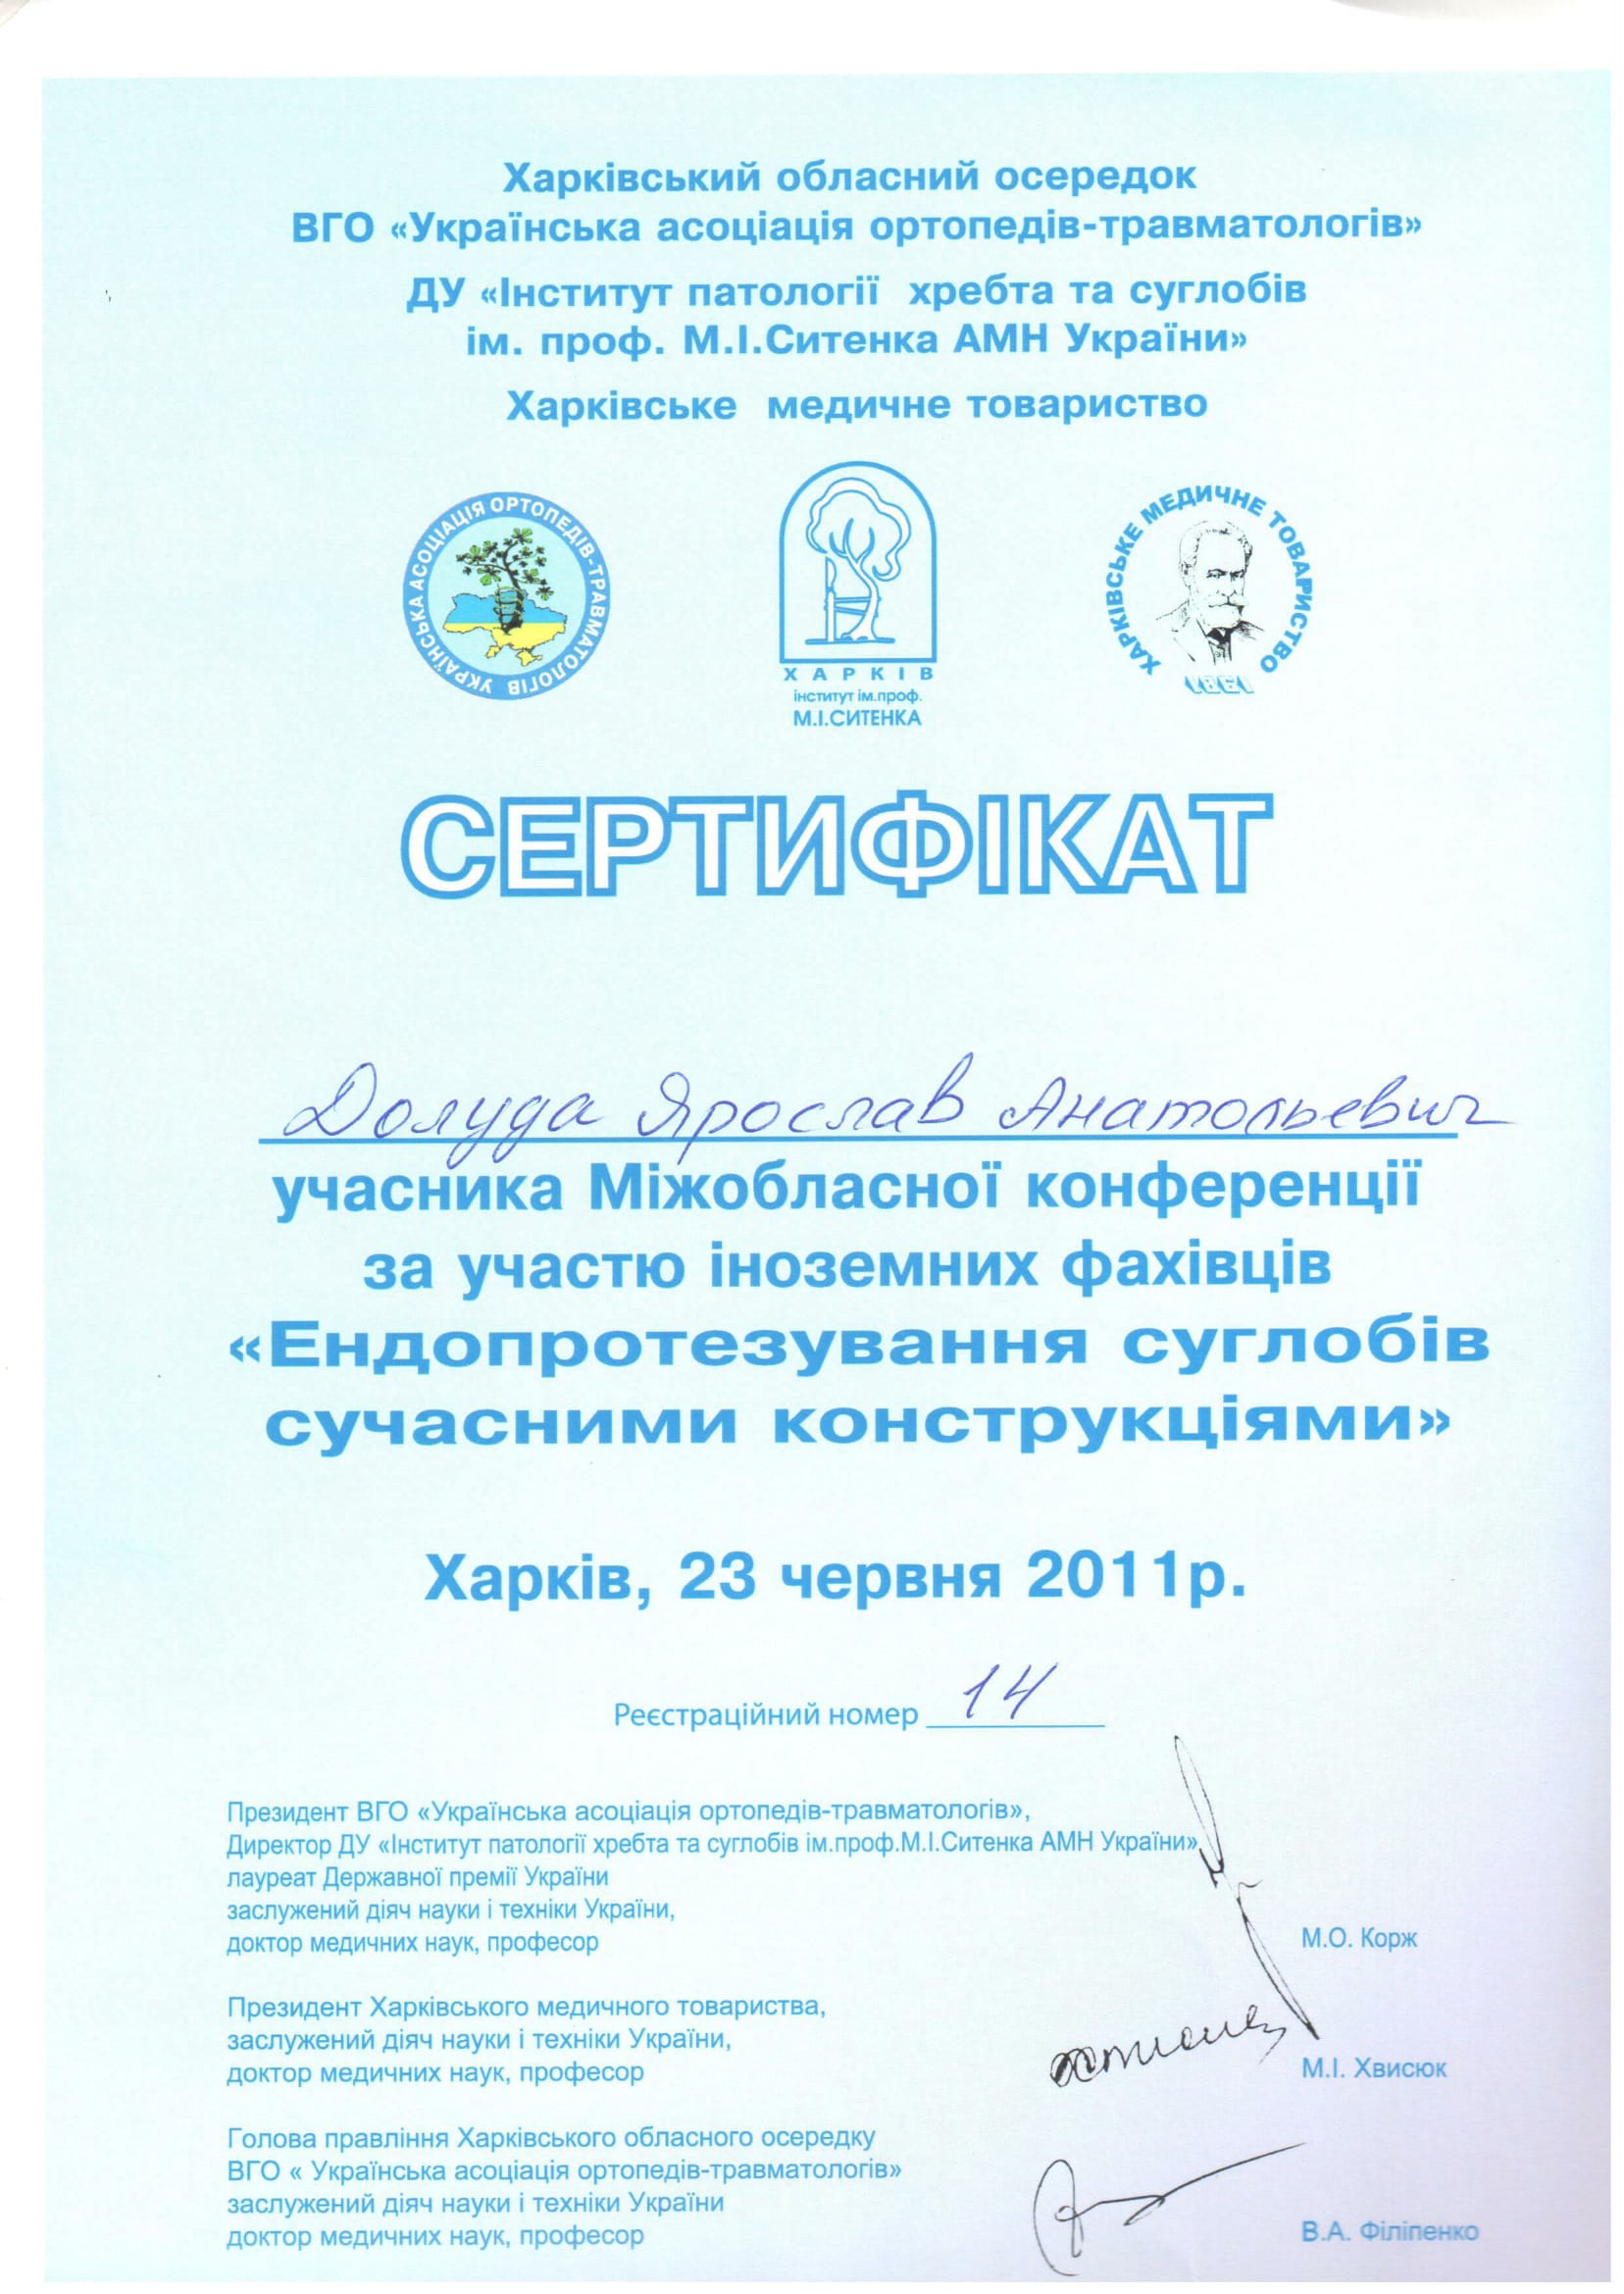 Харківський обласний осередок
ВГО «Українська асоціація ортопедів-травматологів»
ДУ «Інститут патології хребта та суглобів
ім. проф. М.І.Ситенка АМН України»
Харківське медичне товариство
УКРАЇНСЬКА АСОЦІАЦІЯ ОРТОПЕДІВ-ТРАВМАТОЛОГІВ
ХАРКІВ
інститут ім.проф.
М.І.СИТЕНКА
ХАРКІВСЬКЕ МЕДИЧНЕ ТОВАРИСТВО
1861
СЕРТИФІКАТ
Долуда Ярослав Анатольевич
учасника Міжобласної конференції
за участю іноземних фахівців
«Ендопротезування суглобів
сучасними конструкціями»
Харків, 23 червня 2011р.
Реєстраційний номер 14
Президент ВГО «Українська асоціація ортопедів-травматологів»,
Директор ДУ «Інститут патології хребта та суглобів ім.проф.М.І.Ситенка АМН України»,
лауреат Державної премії України
заслужений діяч науки і техніки України,
доктор медичних наук, професор М.О. Корж
Президент Харківського медичного товариства,
заслужений діяч науки і техніки України,
доктор медичних наук, професор М.І. Хвисюк
Голова правління Харківського обласного осередку
ВГО « Українська асоціація ортопедів-травматологів»
заслужений діяч науки і техніки України
доктор медичних наук, професор В.А. Філіпенко